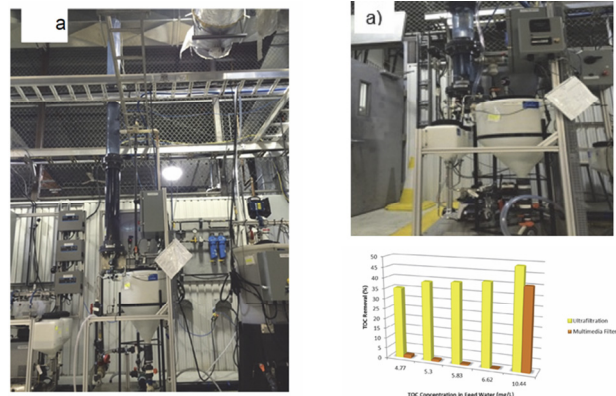 a
a)
50
45
40
35
30
25
20
15
10
5
0
TOC Removal (%)
4.77
5.3
5.83
6.62
10.44
Ultrafiltration
Multimedia Filter
TOC Concentration in Feed Water (mg/L)